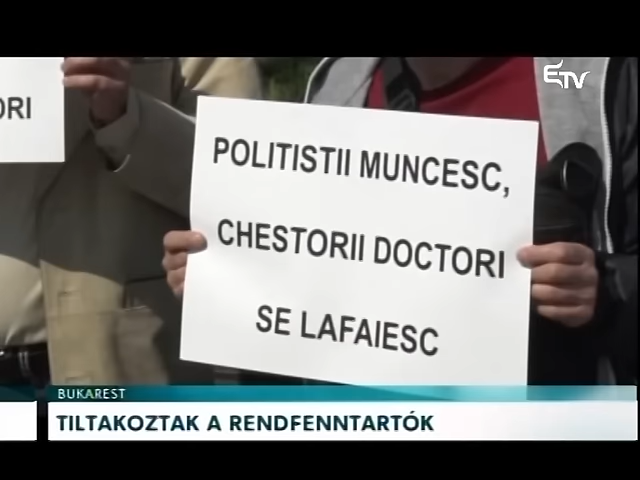 ETV
ORI
POLITISTII MUNCESC,
CHESTORII DOCTORI
SE LAFAIESC
BUKAREST
TILTAKOZTAK A RENDFENNTARTÓK